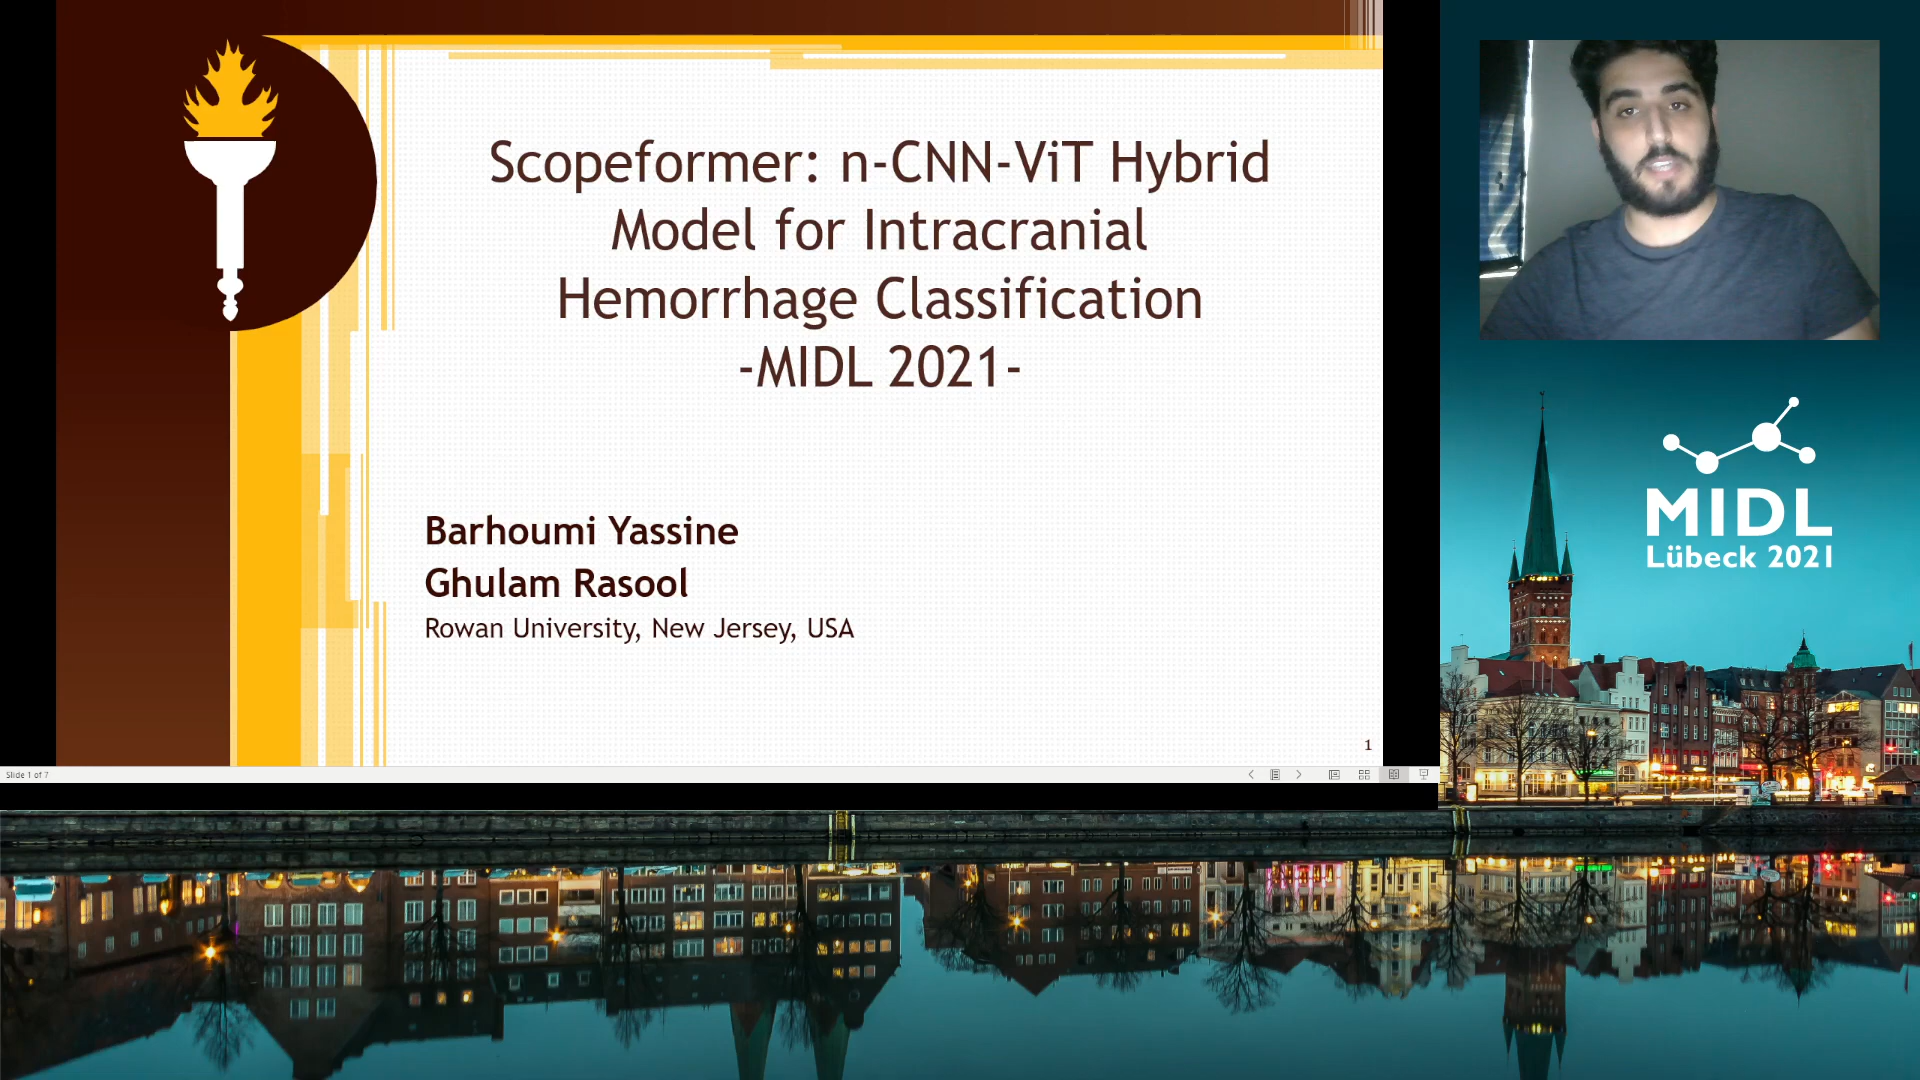 Scopeformer: n-CNN-ViT Hybrid
Model for Intracranial
Hemorrhage Classification
-MIDL 2021-
Barhoumi Yassine
Ghulam Rasool
Rowan University, New Jersey, USA
1
Slide 1 of 7
MIDL
Lübeck 2021